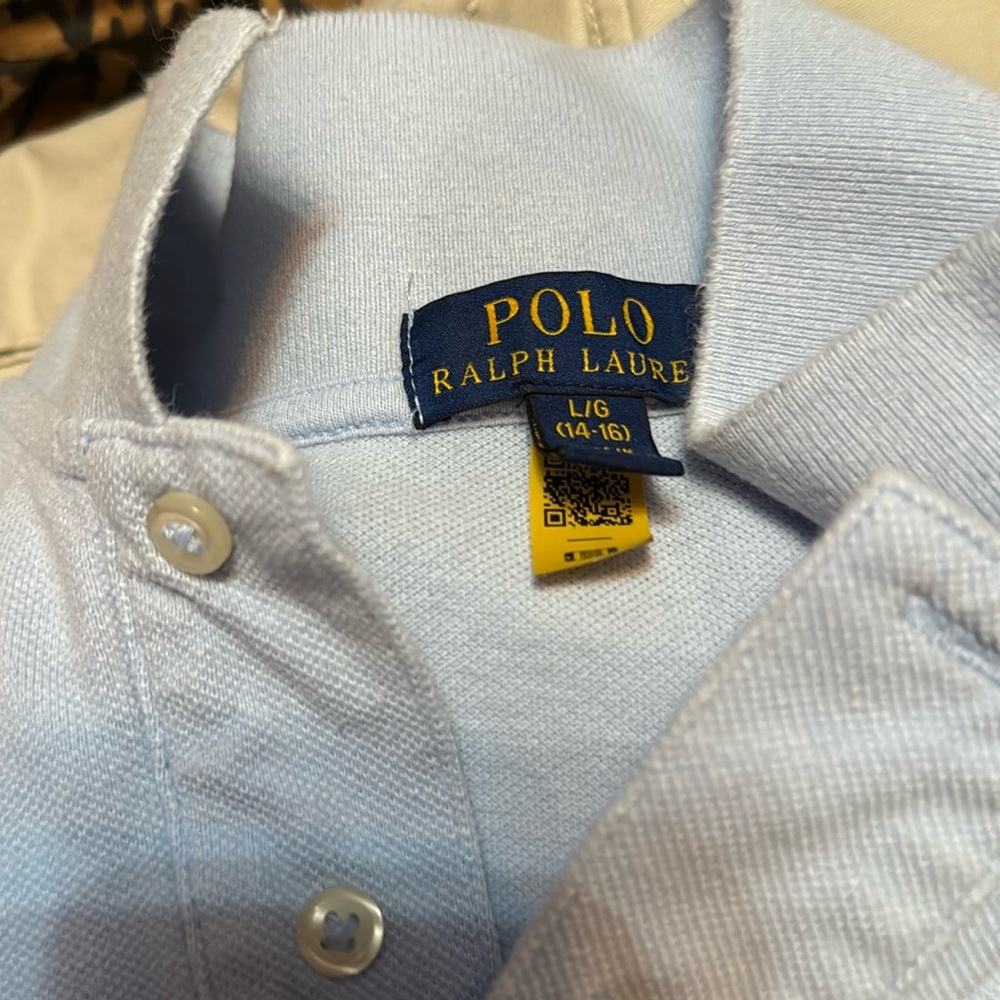 POLO
RALPH LAURE
L/G
(14-16)